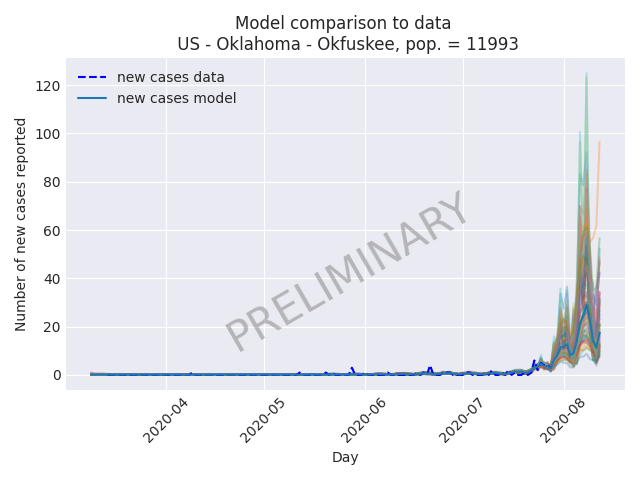 Model comparison to data
US - Oklahoma - Okfuskee, pop. = 11993
new cases data
new cases model
Number of new cases reported
120
100
80
60
40
20
0
PRELIMINARY
2020-04
2020-05
2020-06
2020-07
2020-08
Day